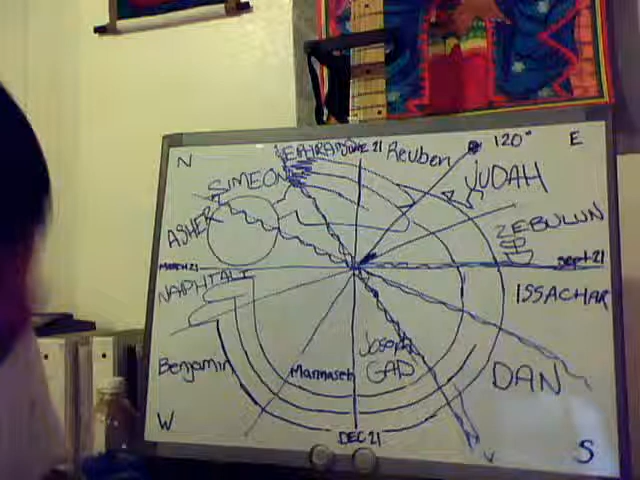 N
E
120°
JUNE 21
Reuben
EPHRAIM
SIMEON
JUDAH
ASHER
ZEBULUN
MARCH 21
sept 21
NAPHTALI
ISSACHAR
Joseph
Benjamin
Manmaseh
GAD
DAN
W
DEC 21
S